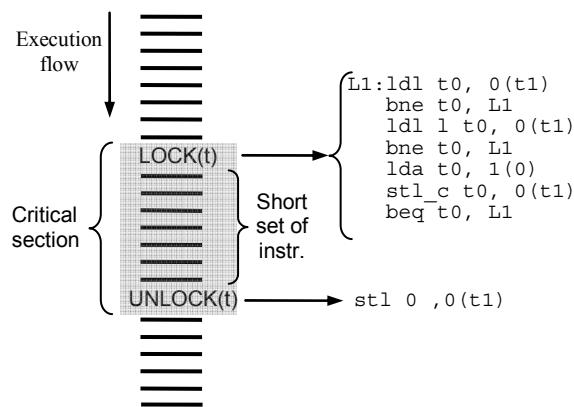 Execution
flow
L1:ldl t0, 0(t1)
bne t0, L1
ldl l t0, 0(t1)
bne t0, L1
lda t0, 1(0)
stl_c t0, 0(t1)
beq t0, L1
LOCK(t)
Critical
section
Short
set of
instr.
UNLOCK(t)
stl 0 ,0(t1)